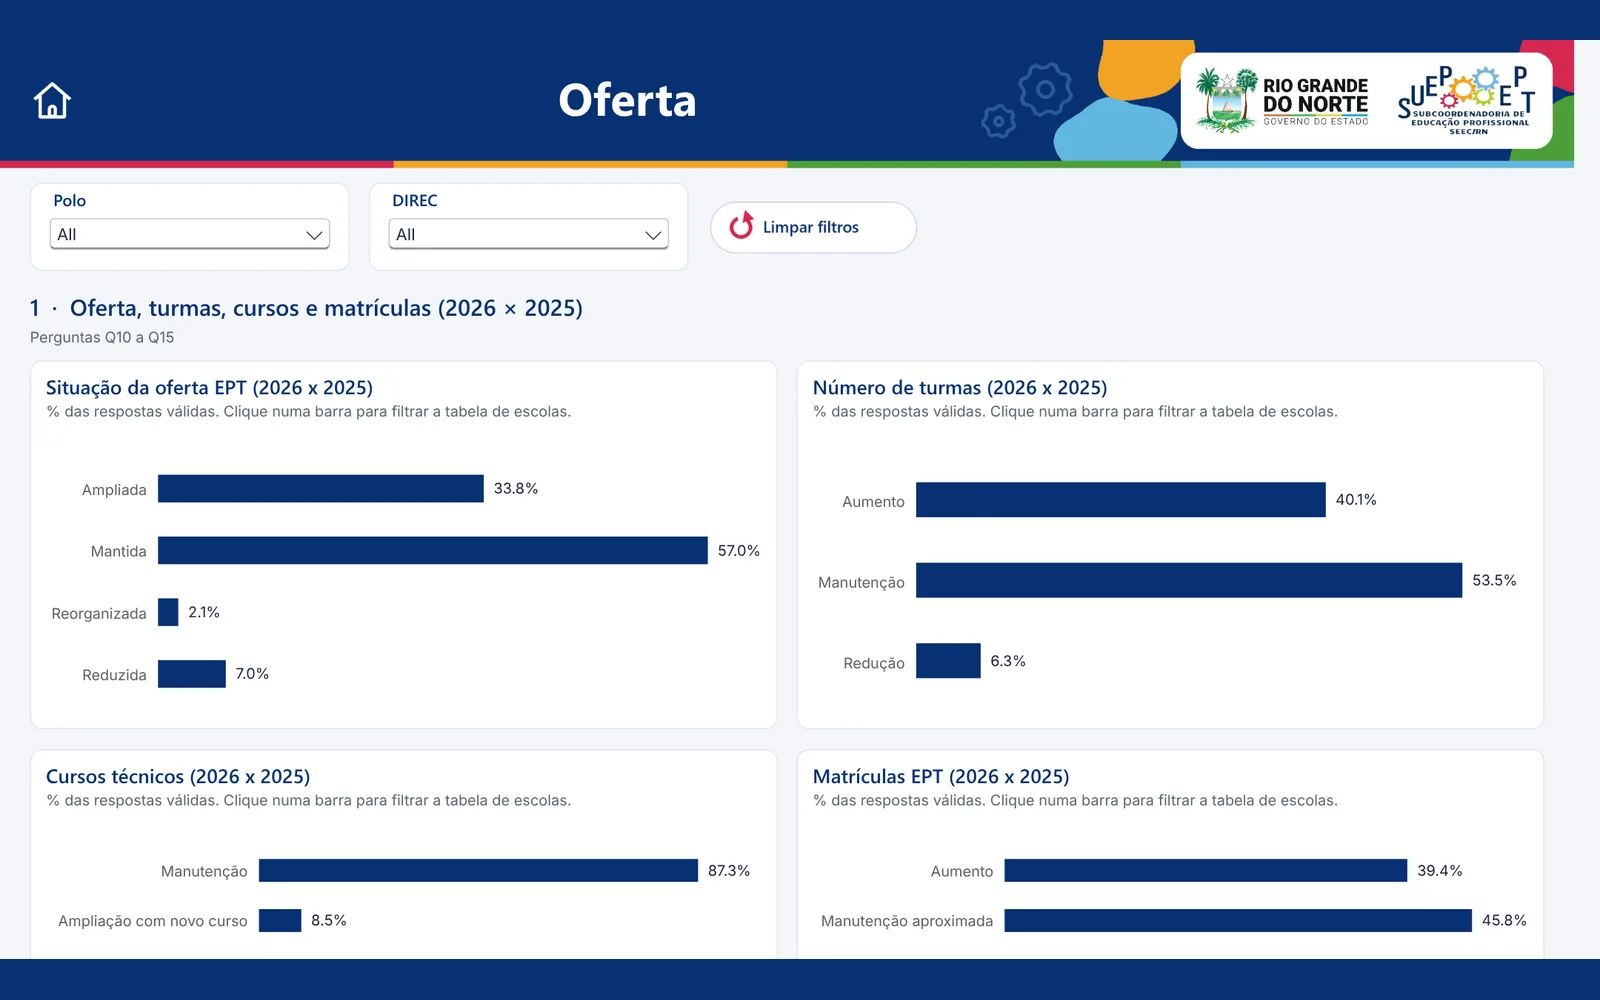 Oferta
RIO GRANDE
DO NORTE
GOVERNO DO ESTADO
SUEPEPT
SUBCOORDENADORIA DE
EDUCAÇÃO PROFISSIONAL
SEEC/RN
Polo
All
DIREC
All
Limpar filtros
1 · Oferta, turmas, cursos e matrículas (2026 × 2025)
Perguntas Q10 a Q15
Situação da oferta EPT (2026 x 2025)
% das respostas válidas. Clique numa barra para filtrar a tabela de escolas.
Ampliada 33.8%
Mantida 57.0%
Reorganizada 2.1%
Reduzida 7.0%
Número de turmas (2026 x 2025)
% das respostas válidas. Clique numa barra para filtrar a tabela de escolas.
Aumento 40.1%
Manutenção 53.5%
Redução 6.3%
Cursos técnicos (2026 x 2025)
% das respostas válidas. Clique numa barra para filtrar a tabela de escolas.
Manutenção 87.3%
Ampliação com novo curso 8.5%
Matrículas EPT (2026 x 2025)
% das respostas válidas. Clique numa barra para filtrar a tabela de escolas.
Aumento 39.4%
Manutenção aproximada 45.8%